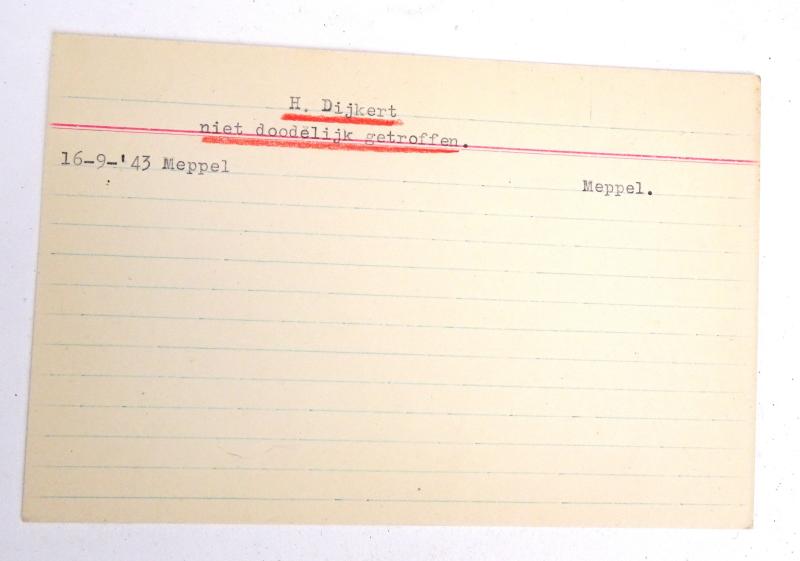 H. Dijkert
niet doodelijk getroffen.
16-9-'43 Meppel
Meppel.